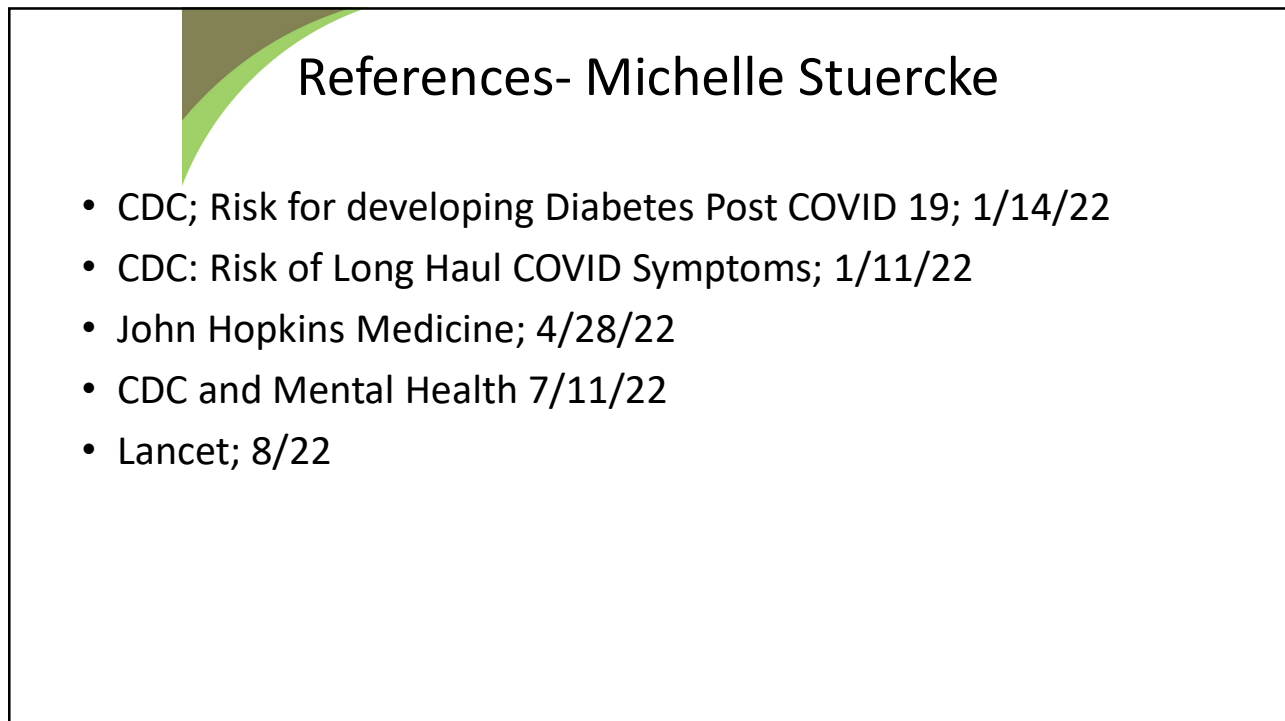 References- Michelle Stuercke
• CDC; Risk for developing Diabetes Post COVID 19; 1/14/22
• CDC: Risk of Long Haul COVID Symptoms; 1/11/22
• John Hopkins Medicine; 4/28/22
• CDC and Mental Health 7/11/22
• Lancet; 8/22